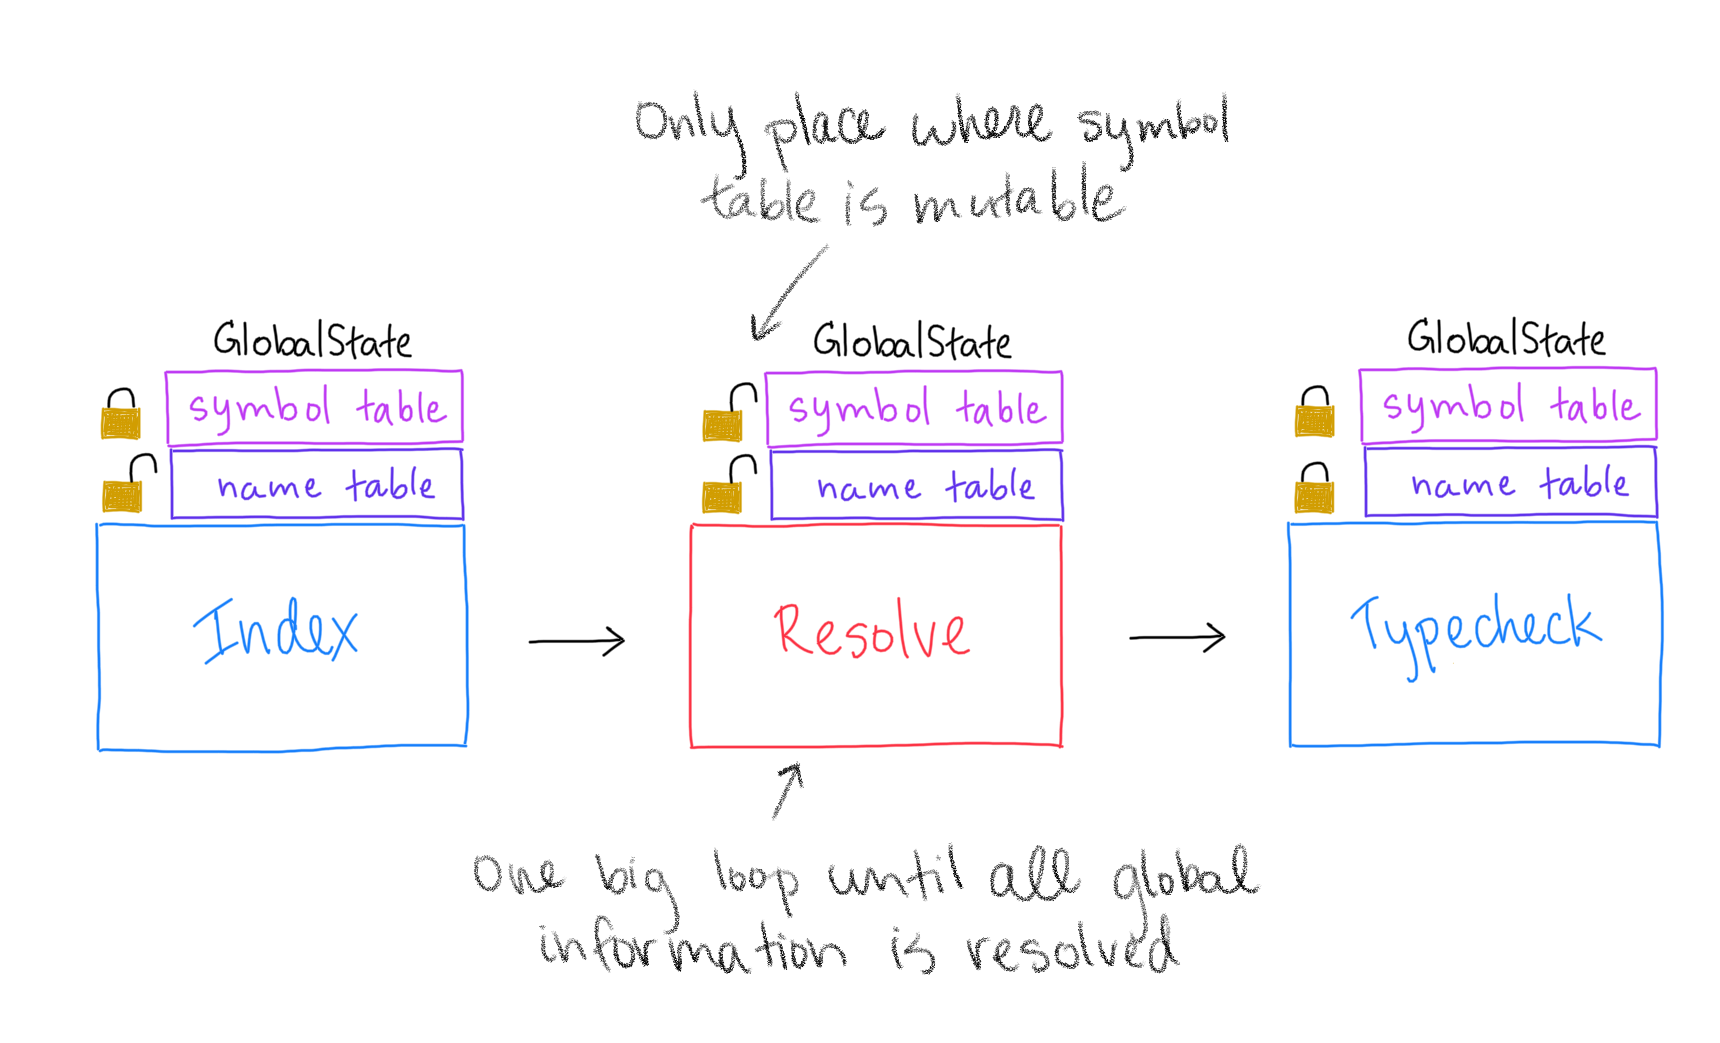 Only place where symbol
table is mutable
GlobalState
symbol table
name table
Index
GlobalState
symbol table
name table
Resolve
GlobalState
symbol table
name table
Typecheck
One big loop until all global
information is resolved